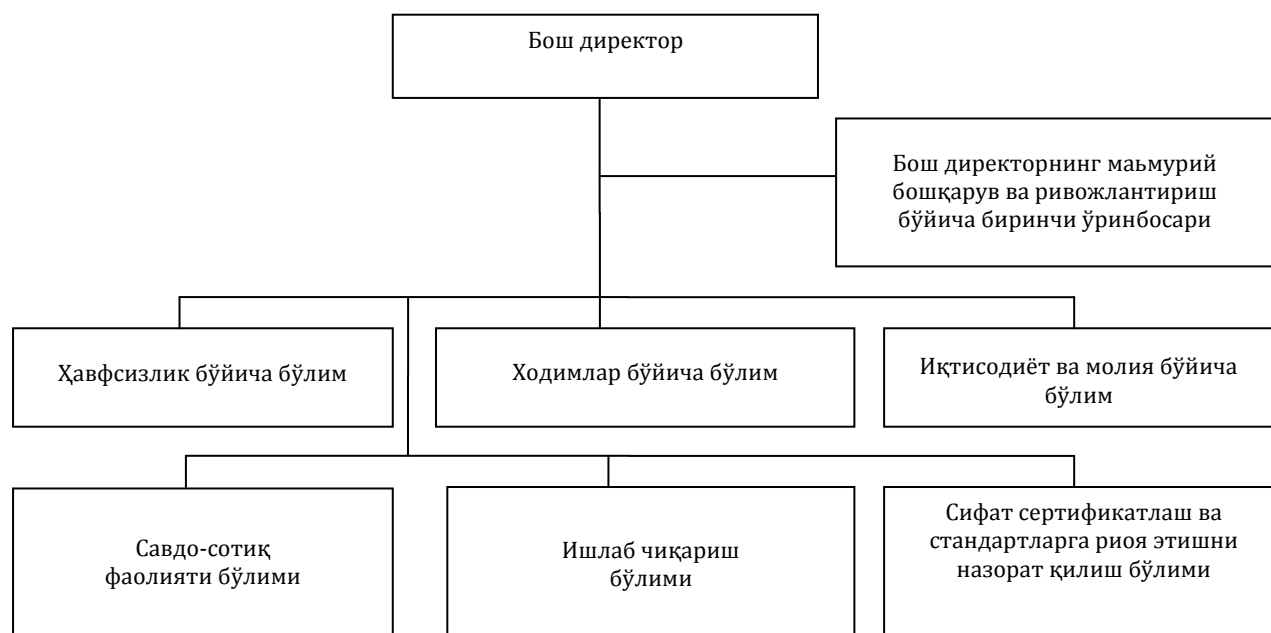 Бош директор
Бош директорнинг маьмурий
бошқарув ва ривожлантириш
бўйича биринчи ўринбосари
Ҳавфсизлик бўйича бўлим
Ходимлар бўйича бўлим
Иқтисодиёт ва молия бўйича
бўлим
Савдо-сотиқ
фаолияти бўлими
Ишлаб чиқариш
бўлими
Сифат сертификатлаш ва
стандартларга риоя этишни
назорат қилиш бўлими